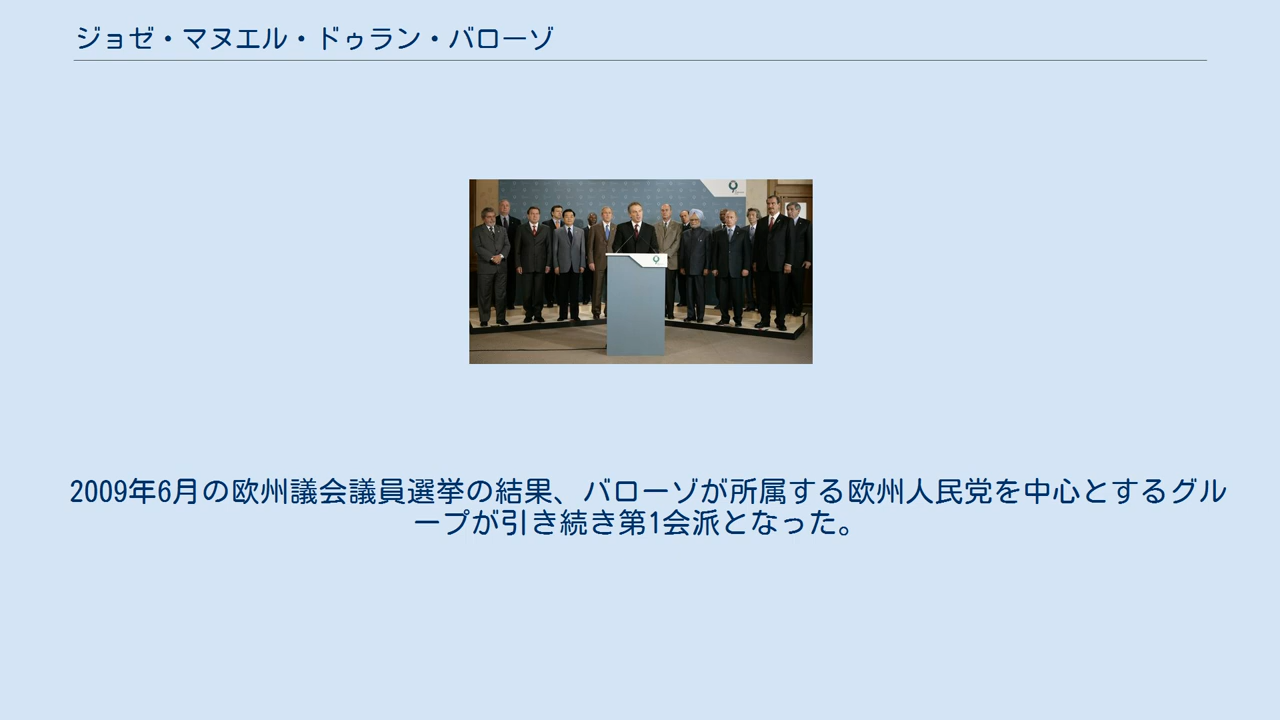 ジョゼ・マヌエル・ドゥラン・バローゾ
2009年6月の欧州議会議員選挙の結果、バローゾが所属する欧州人民党を中心とするグル
ープが引き続き第1会派となった。